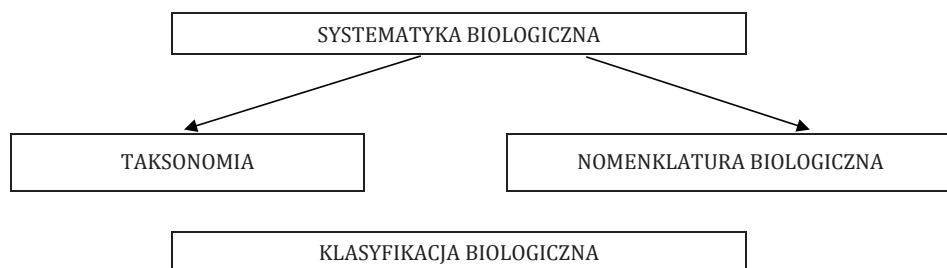 SYSTEMATYKA BIOLOGICZNA
TAKSONOMIA
NOMENKLATURA BIOLOGICZNA
KLASYFIKACJA BIOLOGICZNA